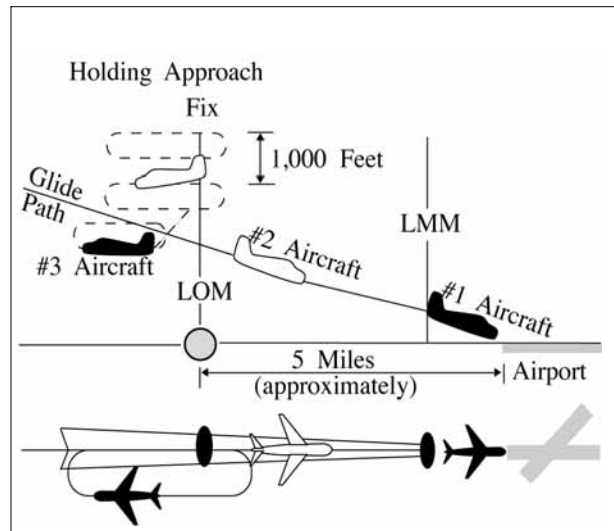 Holding Approach
Fix
1,000 Feet
Glide
Path
#2 Aircraft
LMM
#3 Aircraft
LOM
#1 Aircraft
5 Miles
(approximately)
Airport